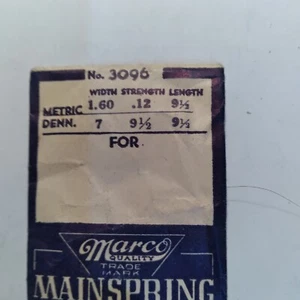 No. 3096
WIDTH STRENGTH LENGTH
METRIC 1.60 .12 9½
DENN. 7 9½ 9½
FOR
Marco
QUALITY
TRADE
MARK
MAINSPRING